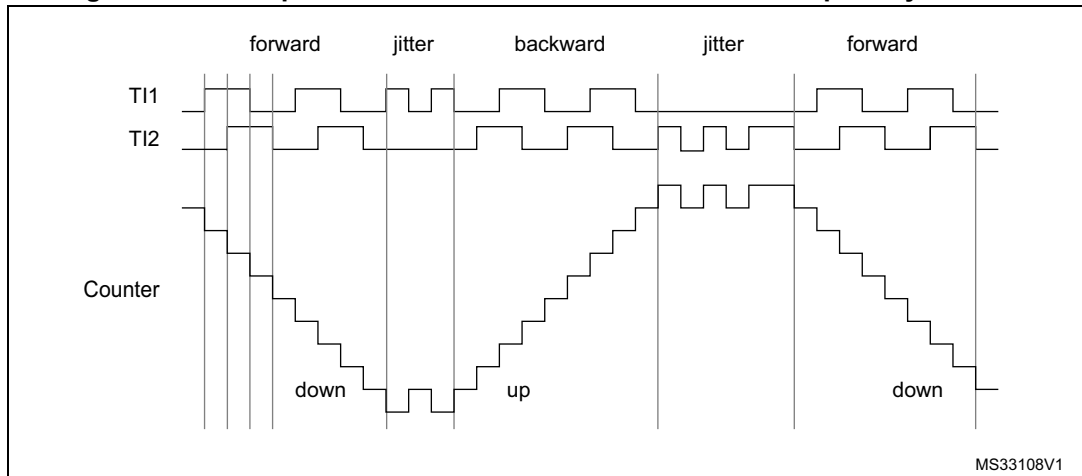 forward jitter backward jitter forward
TI1
TI2
Counter
down up down
MS33108V1